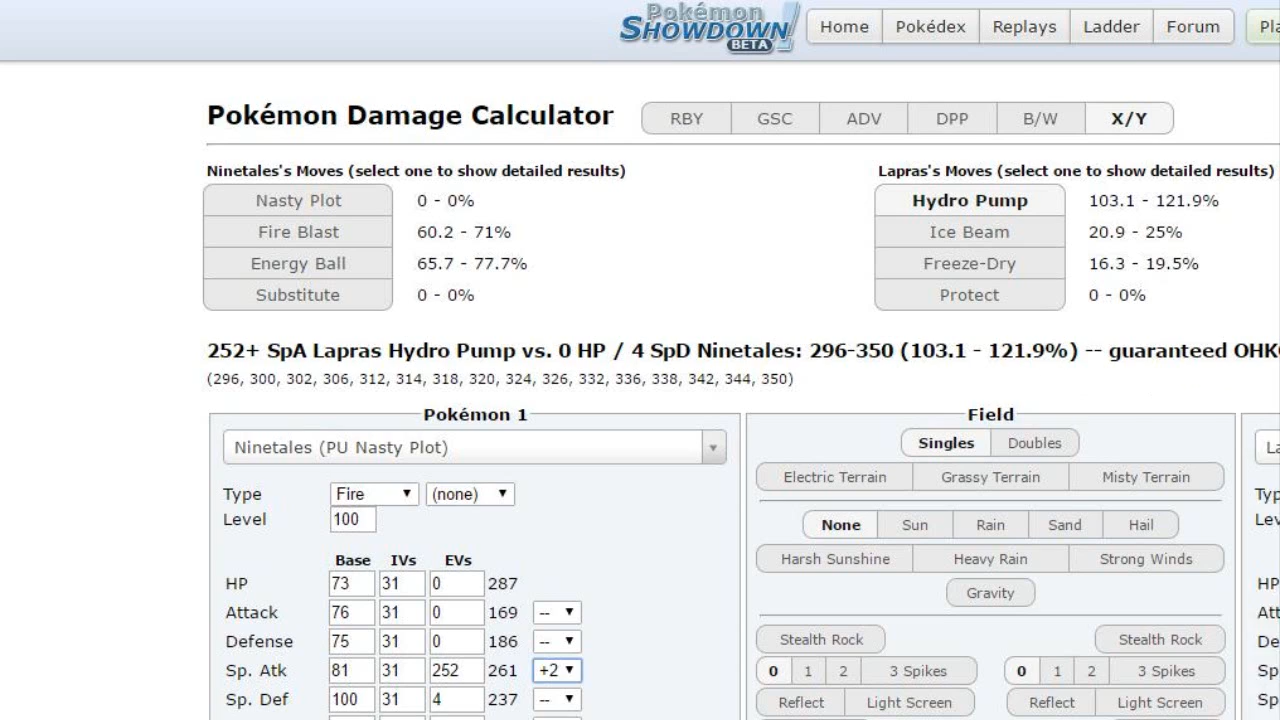 Pokémon
SHOWDOWN
BETA
Home Pokédex Replays Ladder Forum
Pokémon Damage Calculator RBY GSC ADV DPP B/W X/Y
Ninetales's Moves (select one to show detailed results) Lapras's Moves (select one to show detailed results)
Nasty Plot 0 - 0% Hydro Pump 103.1 - 121.9%
Fire Blast 60.2 - 71% Ice Beam 20.9 - 25%
Energy Ball 65.7 - 77.7% Freeze-Dry 16.3 - 19.5%
Substitute 0 - 0% Protect 0 - 0%
252+ SpA Lapras Hydro Pump vs. 0 HP / 4 SpD Ninetales: 296-350 (103.1 - 121.9%) -- guaranteed
(296, 300, 302, 306, 312, 314, 318, 320, 324, 326, 332, 336, 338, 342, 344, 350)
Pokémon 1 Field
Ninetales (PU Nasty Plot) Singles Doubles
Electric Terrain Grassy Terrain Misty Terrain
Type Fire (none)
Level 100 None Sun Rain Sand Hail
Base IVs EVs Harsh Sunshine Heavy Rain Strong Winds
HP 73 31 0 287 Gravity HP
Attack 76 31 0 169 --
Defense 75 31 0 186 -- Stealth Rock Stealth Rock
Sp. Atk 81 31 252 261 +2 0 1 2 3 Spikes 0 1 2 3 Spikes
Sp. Def 100 31 4 237 -- Reflect Light Screen Reflect Light Screen